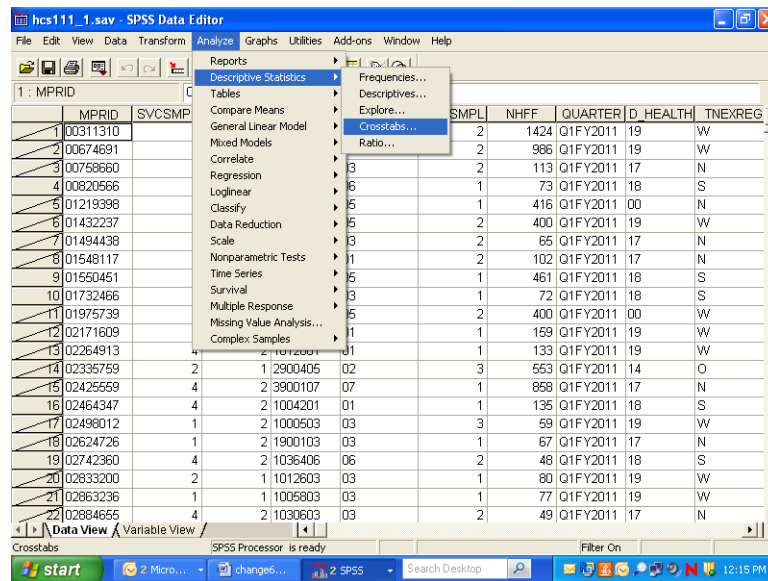 hcs111_1.sav - SPSS Data Editor
File Edit View Data Transform Analyze Graphs Utilities Add-ons Window Help
1 : MPRID
Reports
Descriptive Statistics
Tables
Compare Means
General Linear Model
Mixed Models
Correlate
Regression
Loglinear
Classify
Data Reduction
Scale
Nonparametric Tests
Time Series
Survival
Multiple Response
Missing Value Analysis...
Complex Samples
Frequencies...
Descriptives...
Explore...
Crosstabs...
Ratio...
MPRID SVCSMP SMPL NHFF QUARTER D_HEALTH TNEXREG
1 00311310 2 1424 Q1FY2011 19 W
2 00674691 2 986 Q1FY2011 19 W
3 00758660 03 2 113 Q1FY2011 17 N
4 00820566 06 1 73 Q1FY2011 18 S
5 01219398 05 1 416 Q1FY2011 00 N
6 01432237 05 2 400 Q1FY2011 19 W
7 01494438 03 2 65 Q1FY2011 17 N
8 01548117 01 2 102 Q1FY2011 17 N
9 01550451 05 1 461 Q1FY2011 18 S
10 01732466 03 1 72 Q1FY2011 18 S
11 01975739 05 2 400 Q1FY2011 00 W
12 02171609 01 1 159 Q1FY2011 19 W
13 02264913 4 2 01 1 133 Q1FY2011 19 W
14 02335759 2 1 2900405 02 3 553 Q1FY2011 14 O
15 02425559 4 2 3900107 07 1 858 Q1FY2011 17 N
16 02464347 4 2 1004201 01 1 135 Q1FY2011 18 S
17 02498012 1 2 1000503 03 3 59 Q1FY2011 19 W
18 02624726 1 2 1900103 03 1 67 Q1FY2011 17 N
19 02742360 4 2 1036406 06 2 48 Q1FY2011 18 S
20 02833200 2 1 1012603 03 1 80 Q1FY2011 19 W
21 02863236 1 1 1005803 03 1 77 Q1FY2011 19 W
22 02884655 4 2 1030603 03 2 49 Q1FY2011 17 N
Data View Variable View
Crosstabs SPSS Processor is ready Filter On
start 2 Micro... change6... 2 SPSS Search Desktop 12:15 PM